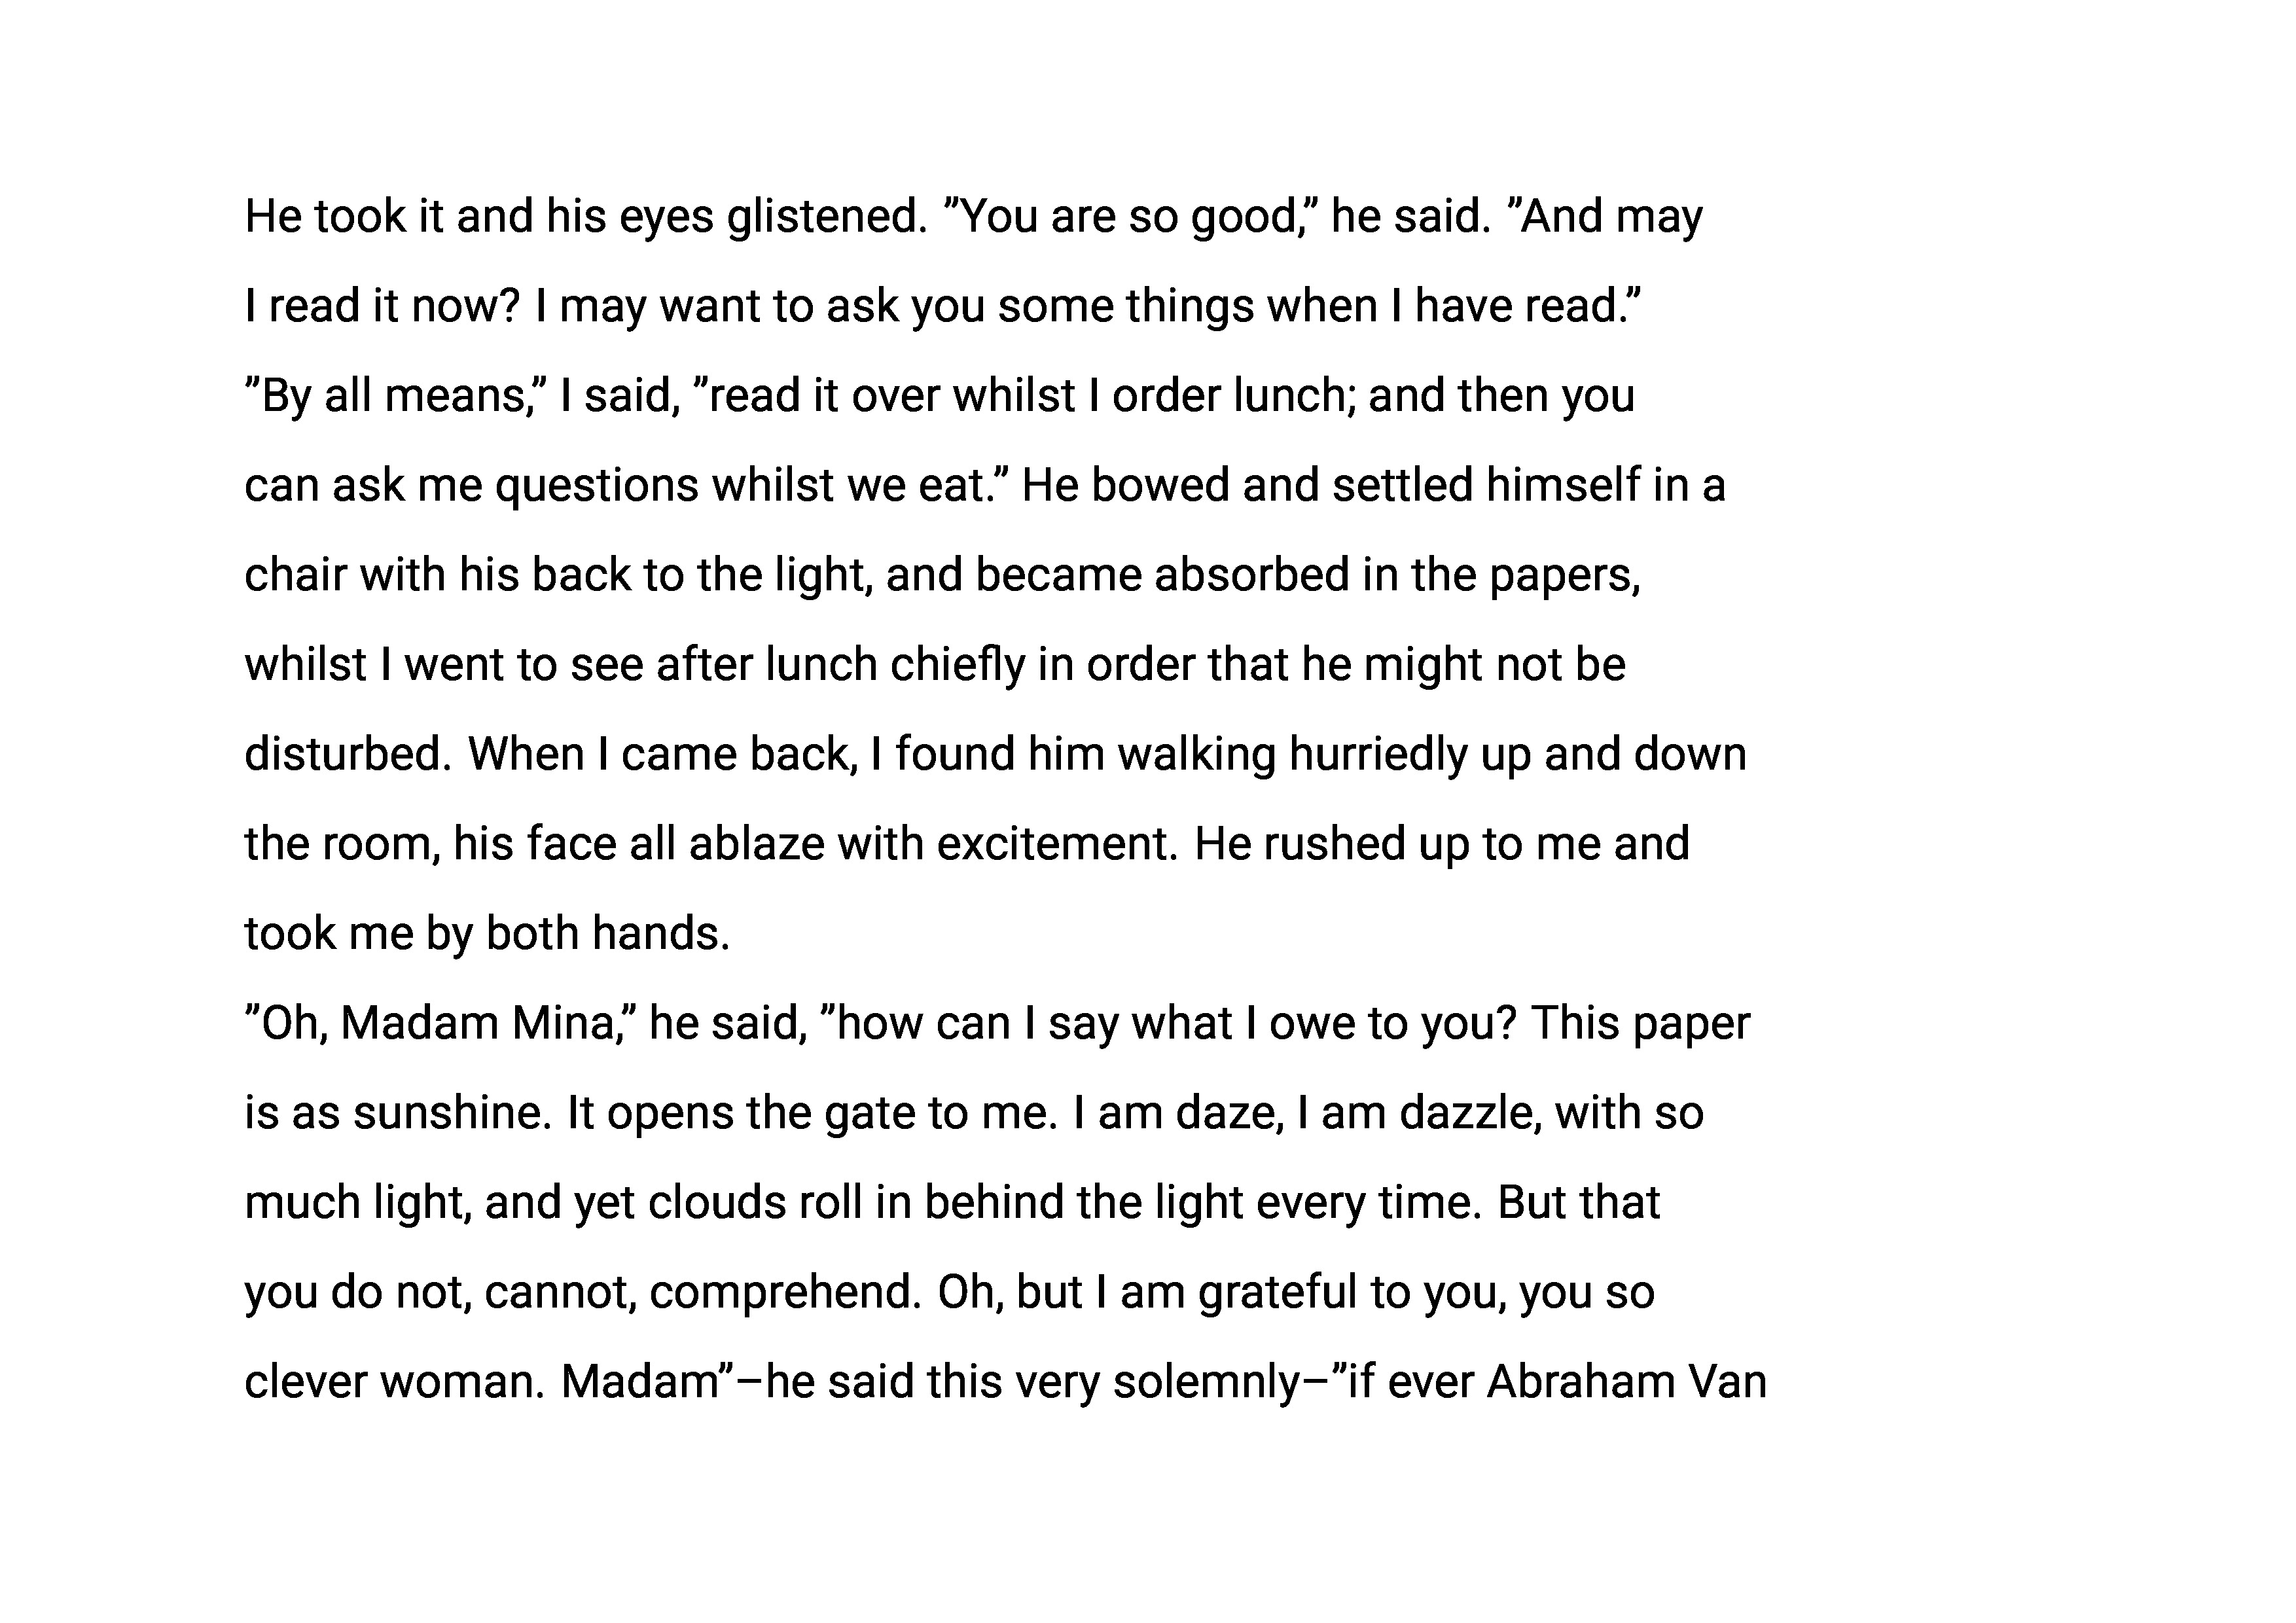 He took it and his eyes glistened. ”You are so good,” he said. ”And may
I read it now? I may want to ask you some things when I have read.”
”By all means,” I said, ”read it over whilst I order lunch; and then you
can ask me questions whilst we eat.” He bowed and settled himself in a
chair with his back to the light, and became absorbed in the papers,
whilst I went to see after lunch chiefly in order that he might not be
disturbed. When I came back, I found him walking hurriedly up and down
the room, his face all ablaze with excitement. He rushed up to me and
took me by both hands.
”Oh, Madam Mina,” he said, ”how can I say what I owe to you? This paper
is as sunshine. It opens the gate to me. I am daze, I am dazzle, with so
much light, and yet clouds roll in behind the light every time. But that
you do not, cannot, comprehend. Oh, but I am grateful to you, you so
clever woman. Madam”–he said this very solemnly–”if ever Abraham Van